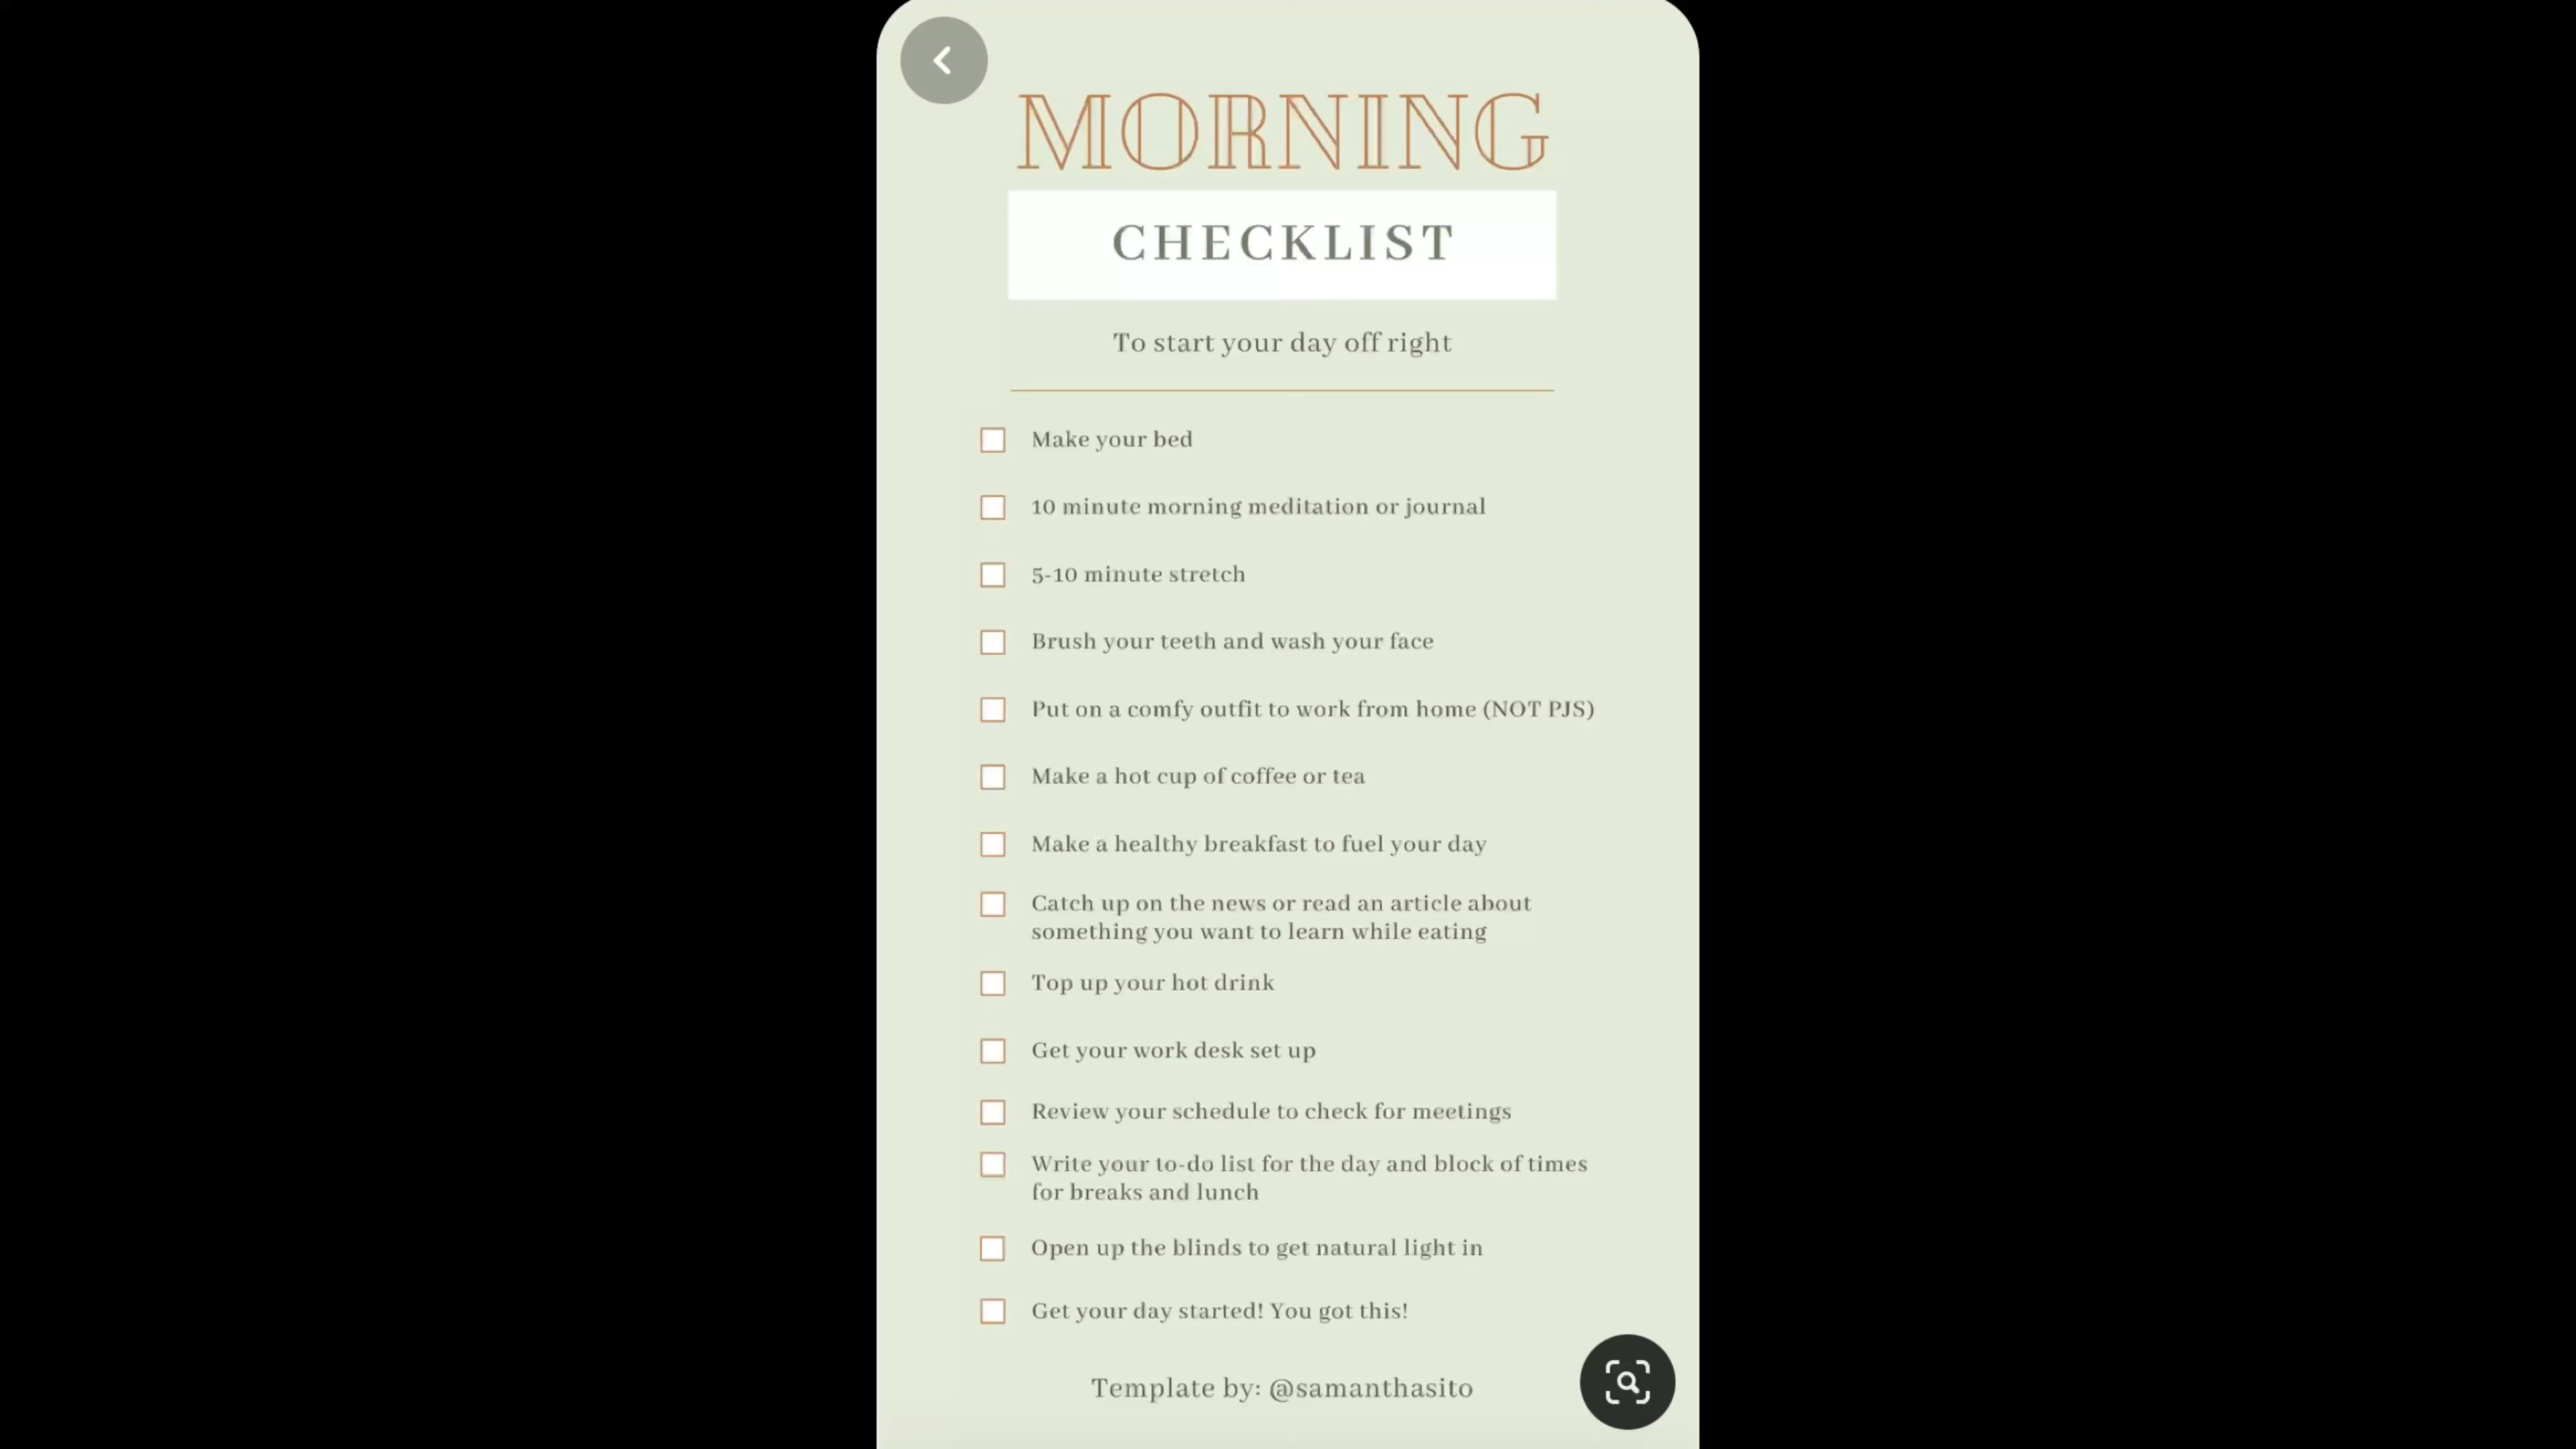 MORNING
CHECKLIST
To start your day off right
Make your bed
10 minute morning meditation or journal
5-10 minute stretch
Brush your teeth and wash your face
Put on a comfy outfit to work from home (NOT PJS)
Make a hot cup of coffee or tea
Make a healthy breakfast to fuel your day
Catch up on the news or read an article about
something you want to learn while eating
Top up your hot drink
Get your work desk set up
Review your schedule to check for meetings
Write your to-do list for the day and block of times
for breaks and lunch
Open up the blinds to get natural light in
Get your day started! You got this!
Template by: @samanthasito